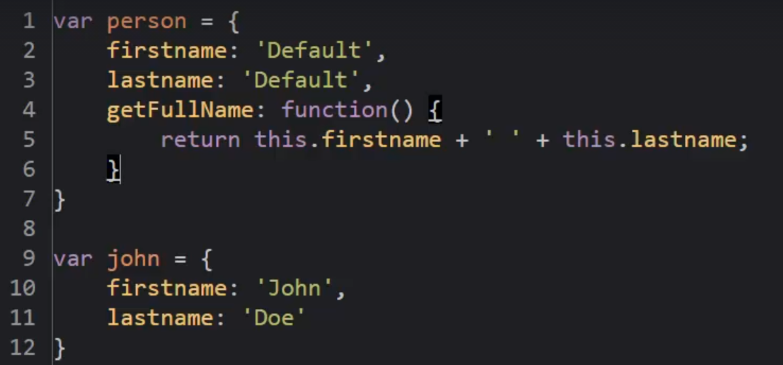 1 var person = {
2     firstname: 'Default',
3     lastname: 'Default',
4     getFullName: function() {
5         return this.firstname + ' ' + this.lastname;
6     }
7 }
8
9 var john = {
10     firstname: 'John',
11     lastname: 'Doe'
12 }